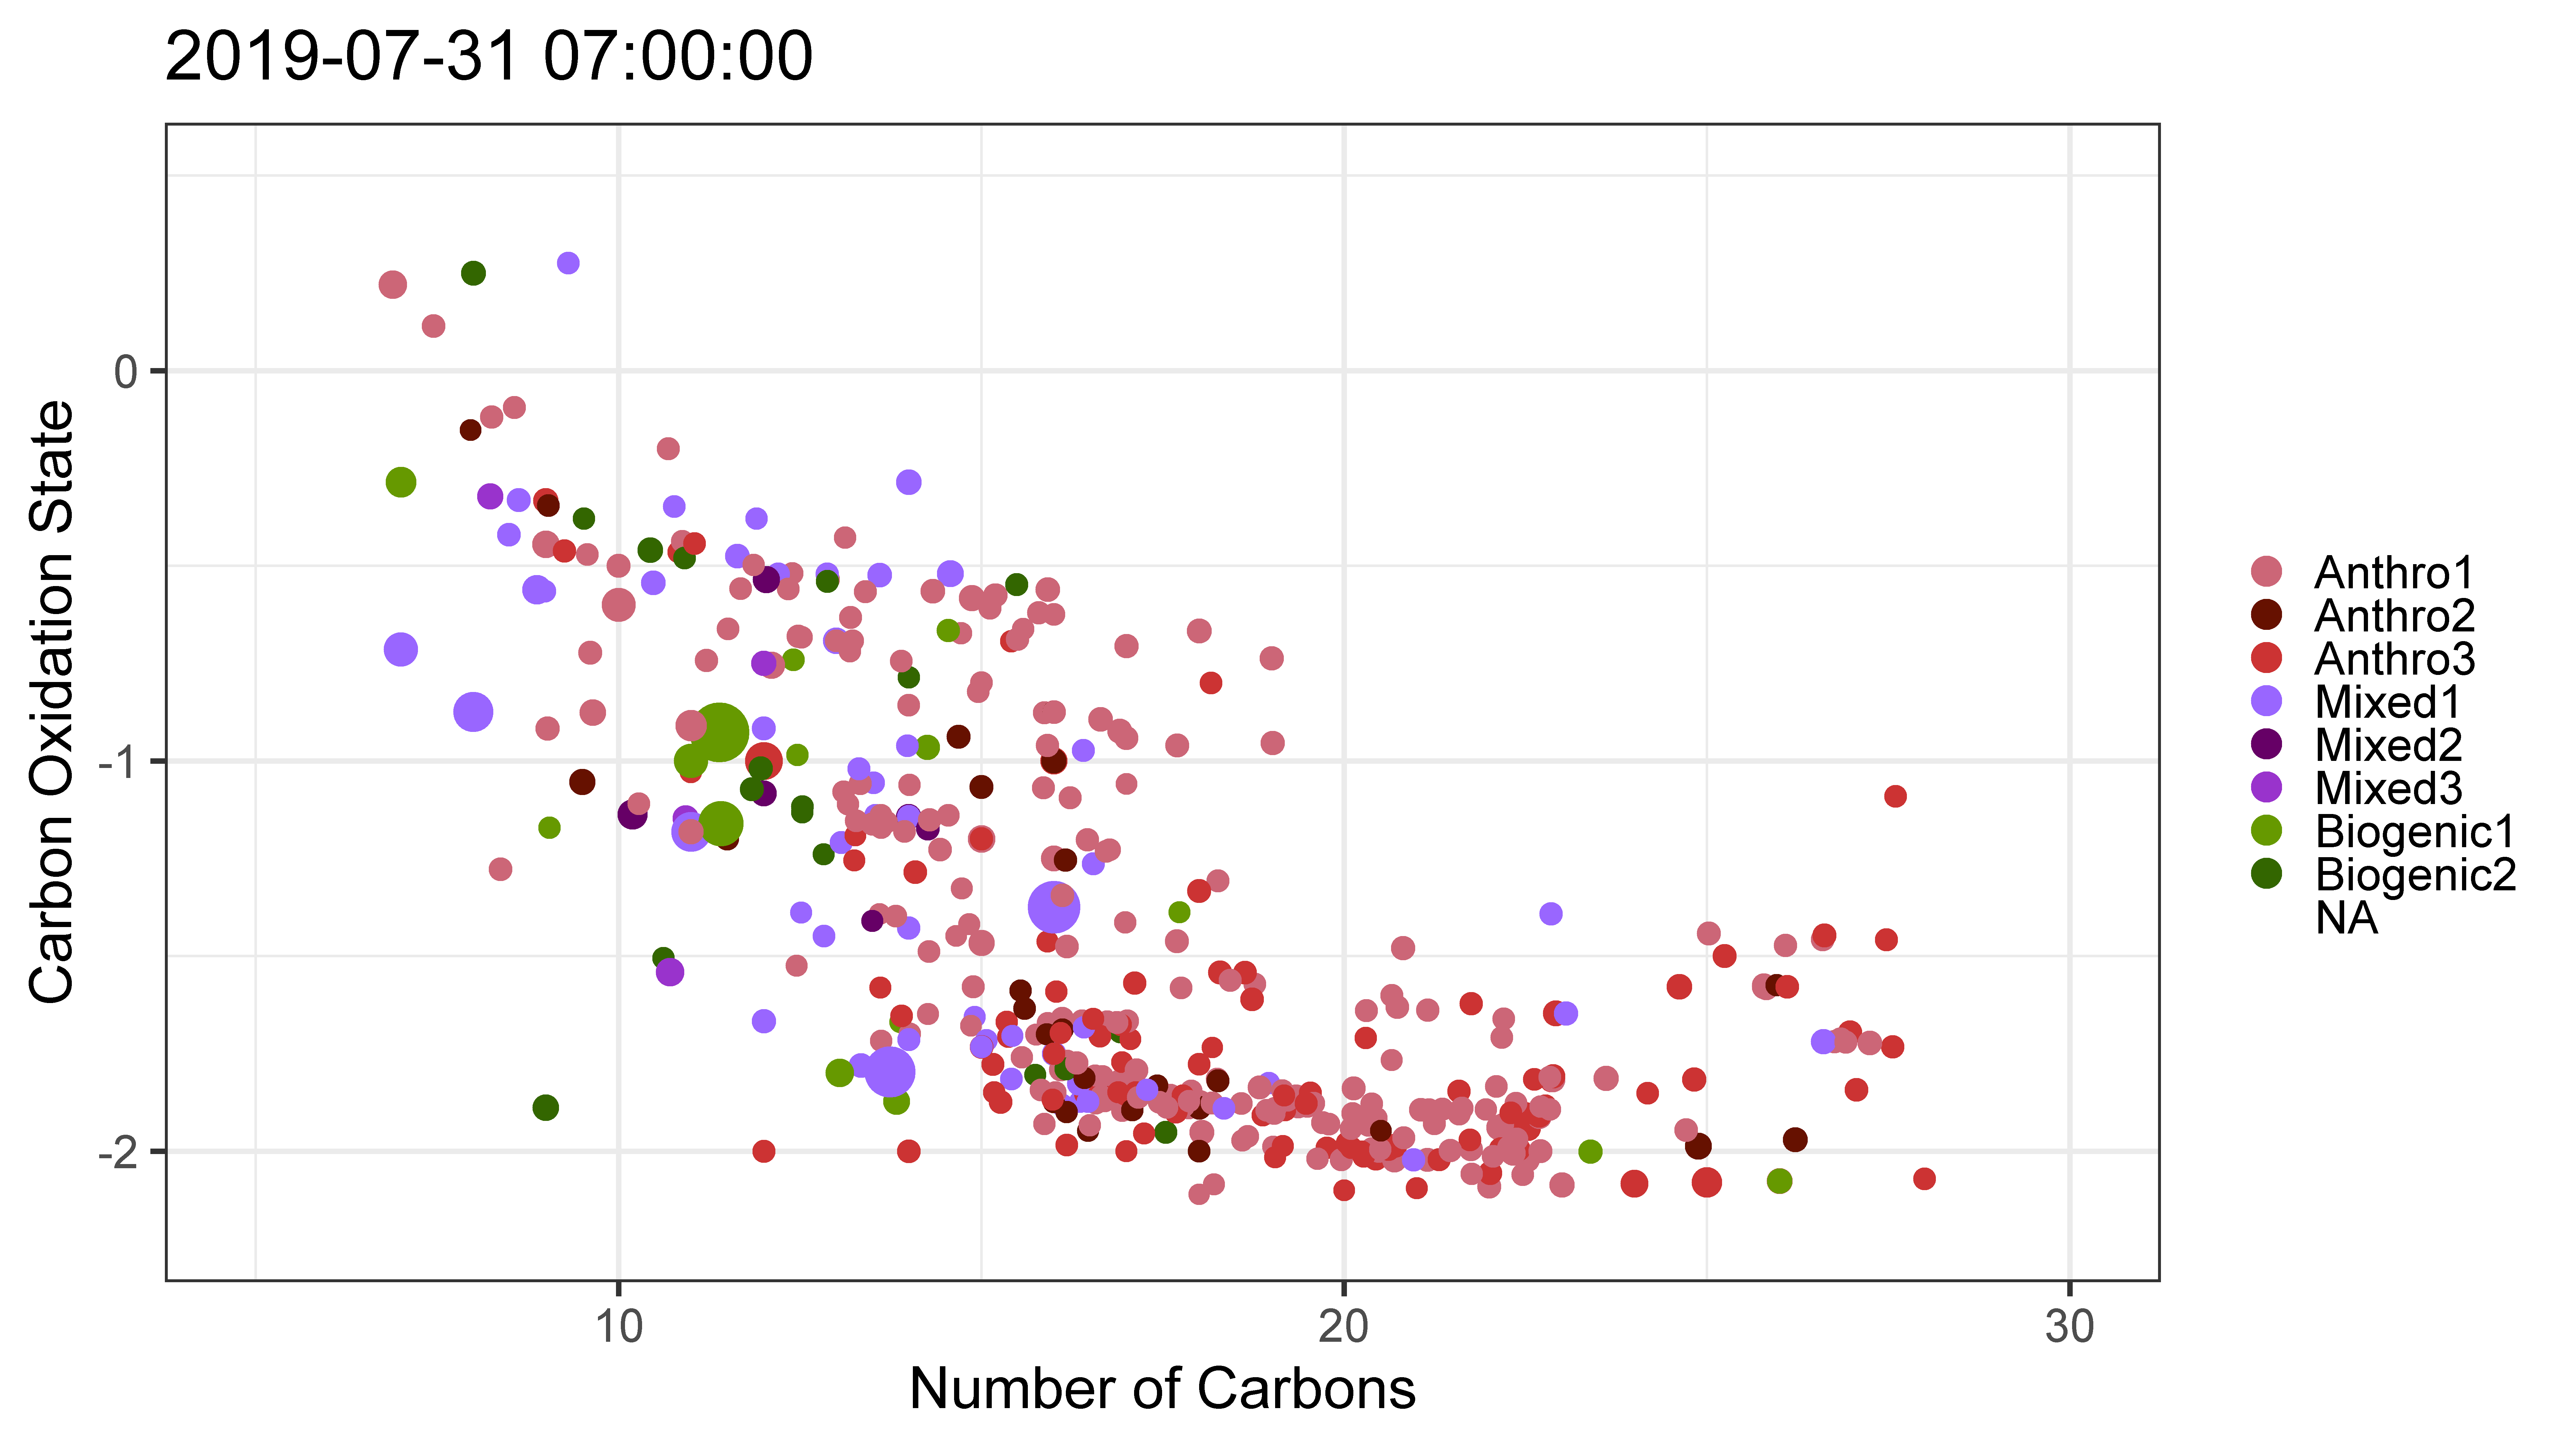 2019-07-31 07:00:00
Carbon Oxidation State
0
-1
-2
10
20
30
Number of Carbons
Anthro1
Anthro2
Anthro3
Mixed1
Mixed2
Mixed3
Biogenic1
Biogenic2
NA